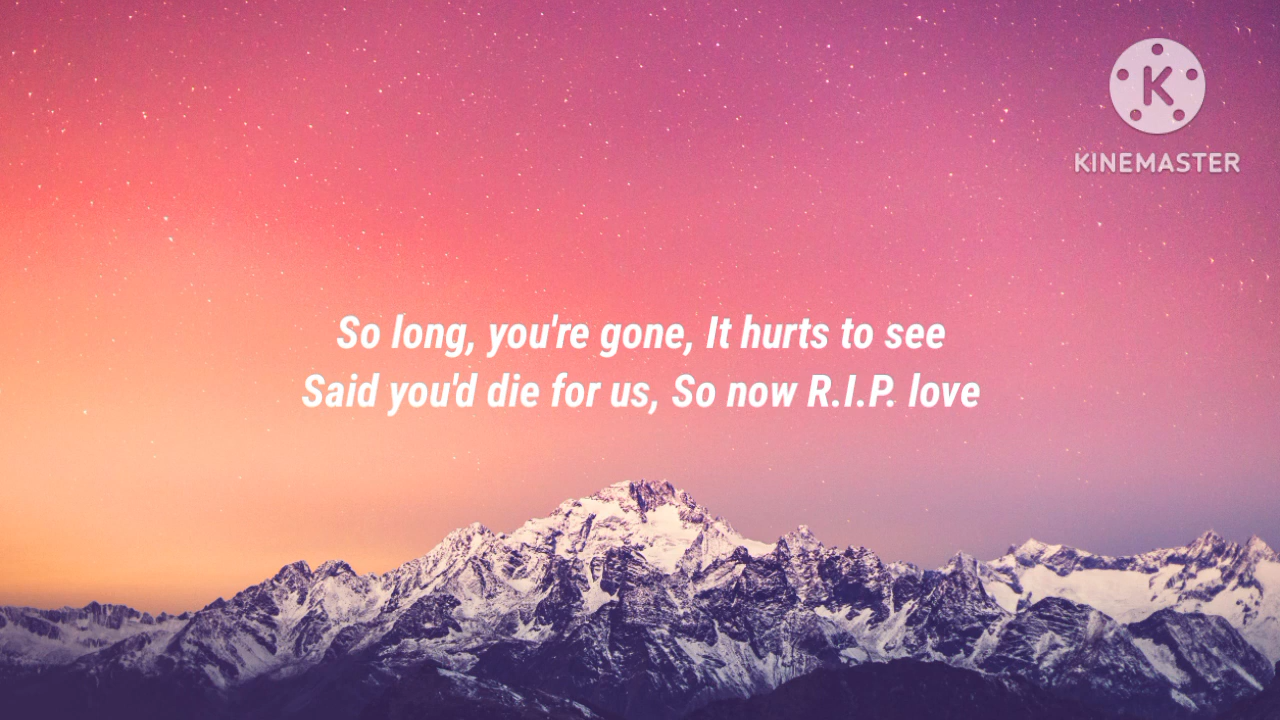 K
KINEMASTER
So long, you're gone, It hurts to see
Said you'd die for us, So now R.I.P. love